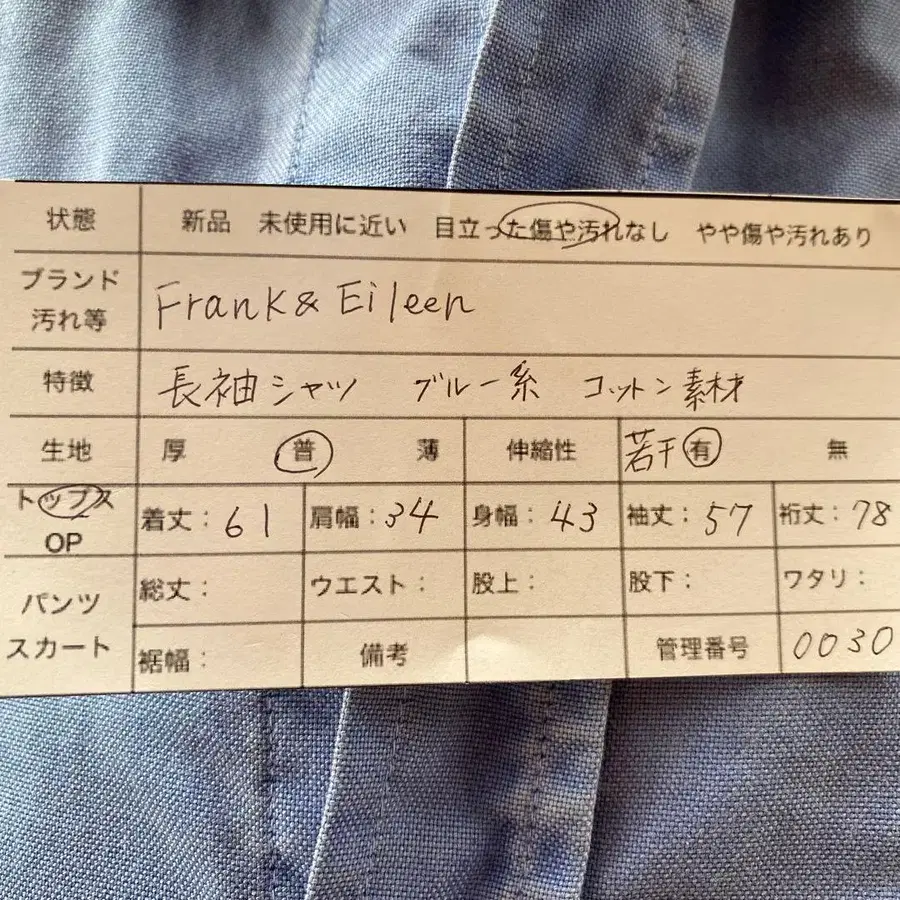 状態 新品 未使用に近い 目立った傷や汚れなし やや傷や汚れあり
ブランド
汚れ等 Frank & Eileen
特徴 長袖シャツ ブルー系 コットン素材
生地 厚 普 薄 伸縮性 若干 有 無
トップス
OP 着丈:61 肩幅:34 身幅:43 袖丈:57 裄丈:78
パンツ
スカート 総丈: ウエスト: 股上: 股下: ワタリ:
裾幅: 備考 管理番号 0030